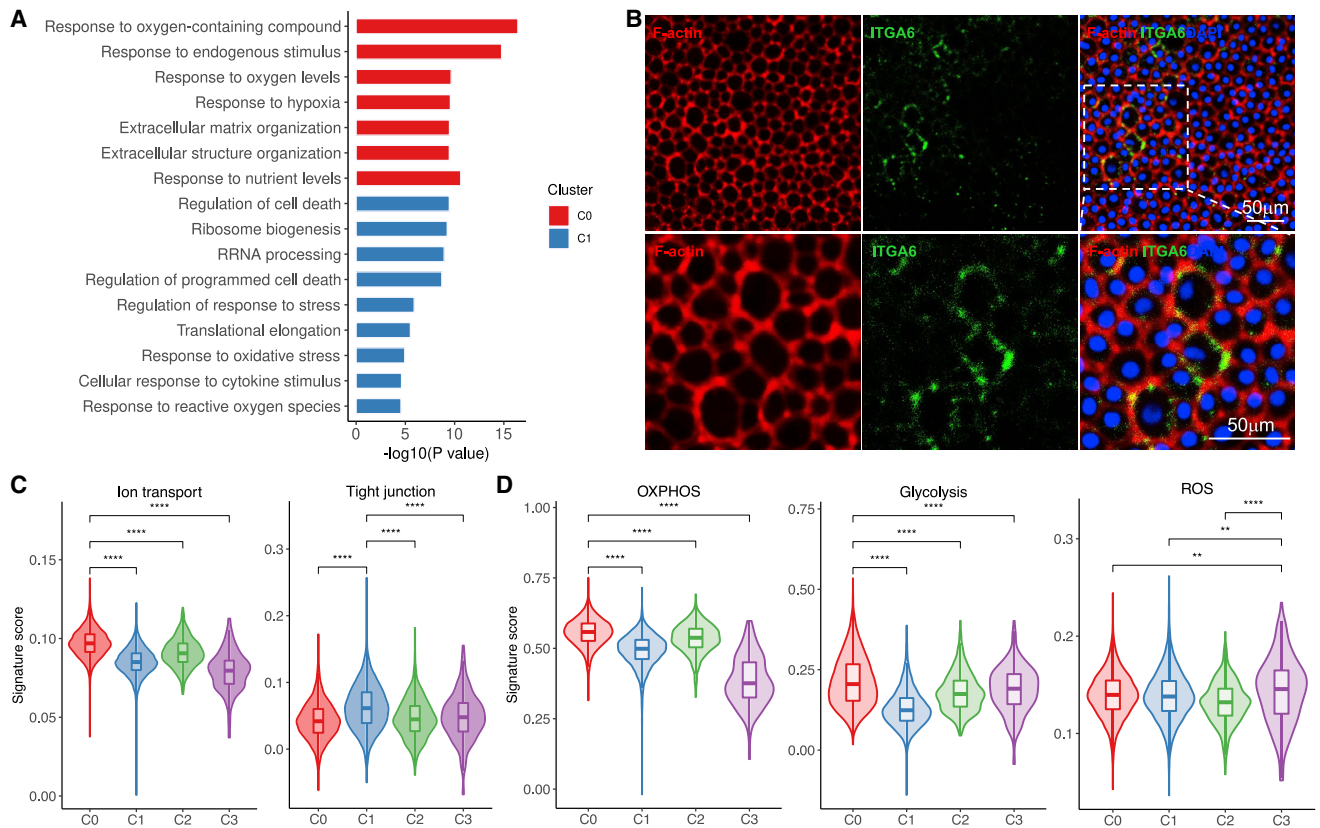 A
Response to oxygen-containing compound
Response to endogenous stimulus
Response to oxygen levels
Response to hypoxia
Extracellular matrix organization
Extracellular structure organization
Response to nutrient levels
Regulation of cell death
Ribosome biogenesis
RRNA processing
Regulation of programmed cell death
Regulation of response to stress
Translational elongation
Response to oxidative stress
Cellular response to cytokine stimulus
Response to reactive oxygen species
0 5 10 15
-log10(P value)
Cluster
C0
C1
B
F-actin ITGA6 F-actin ITGA6 DAPI
50μm
F-actin ITGA6 F-actin ITGA6 DAPI
50μm
C
Ion transport
Signature score
0.15
0.10
0.05
0.00
**** 
****
****
C0 C1 C2 C3
Tight junction
0.3
0.2
0.1
0.0
****
****
****
C0 C1 C2 C3
D
OXPHOS
Signature score
1.00
0.75
0.50
0.25
0.00
****
****
****
C0 C1 C2 C3
Glycolysis
0.75
0.50
0.25
0.00
****
****
****
C0 C1 C2 C3
ROS
0.3
0.2
0.1
****
**
**
C0 C1 C2 C3